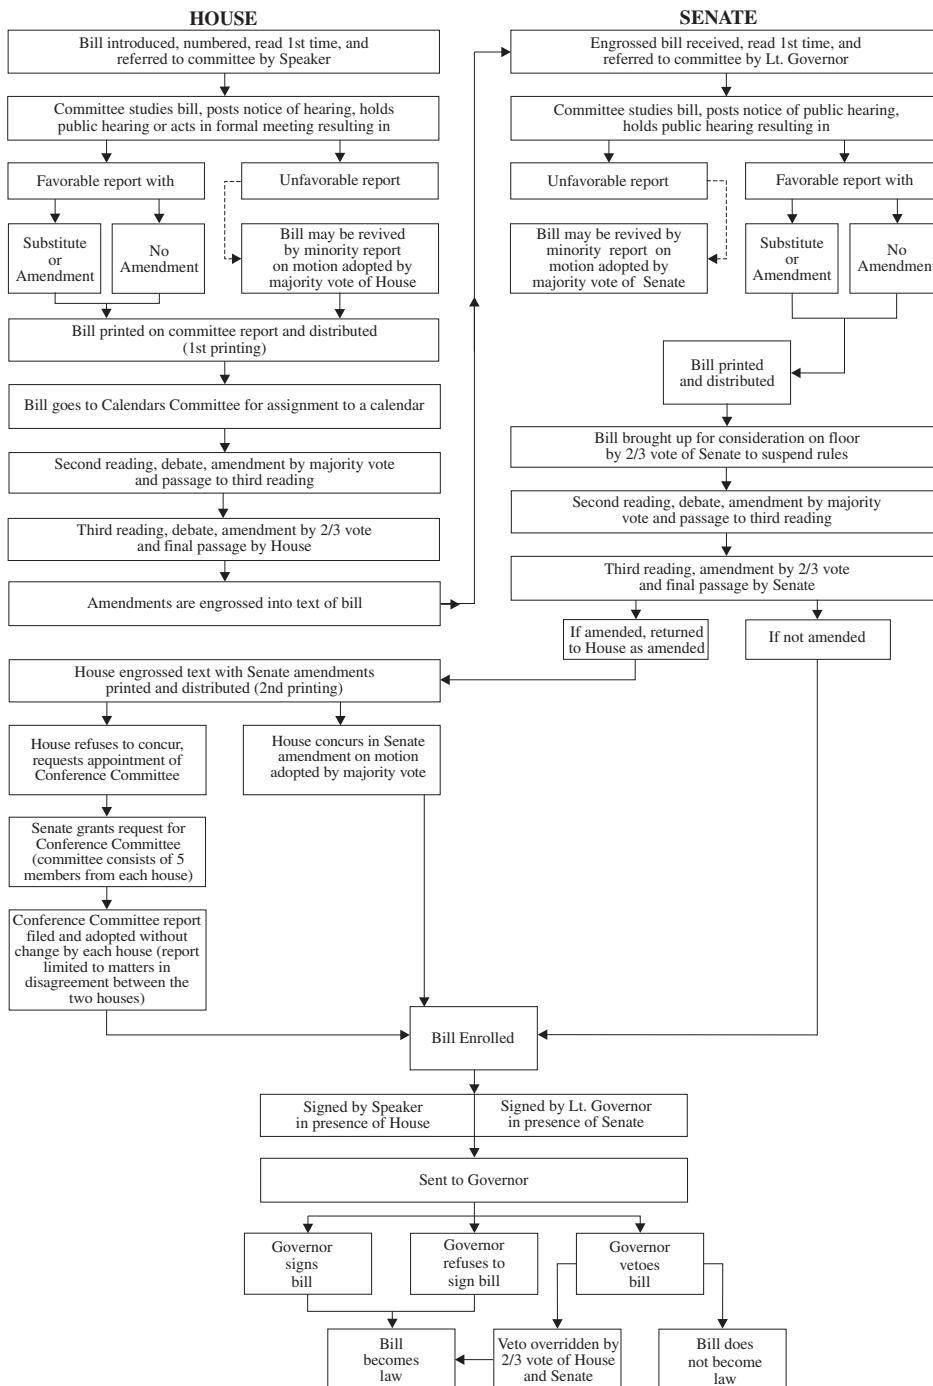 HOUSE
Bill introduced, numbered, read 1st time, and
referred to committee by Speaker
Committee studies bill, posts notice of hearing, holds
public hearing or acts in formal meeting resulting in
Favorable report with
Unfavorable report
Substitute
or
Amendment
No
Amendment
Bill may be revived
by minority report
on motion adopted by
majority vote of House
Bill printed on committee report and distributed
(1st printing)
Bill goes to Calendars Committee for assignment to a calendar
Second reading, debate, amendment by majority vote
and passage to third reading
Third reading, debate, amendment by 2/3 vote
and final passage by House
Amendments are engrossed into text of bill
SENATE
Engrossed bill received, read 1st time, and
referred to committee by Lt. Governor
Committee studies bill, posts notice of public hearing,
holds public hearing resulting in
Unfavorable report
Favorable report with
Bill may be revived by
minority report on
motion adopted by
majority vote of Senate
Substitute
or
Amendment
No
Amendment
Bill printed
and distributed
Bill brought up for consideration on floor
by 2/3 vote of Senate to suspend rules
Second reading, debate, amendment by majority
vote and passage to third reading
Third reading, amendment by 2/3 vote
and final passage by Senate
If amended, returned
to House as amended
If not amended
House engrossed text with Senate amendments
printed and distributed (2nd printing)
House refuses to concur,
requests appointment of
Conference Committee
House concurs in Senate
amendment on motion
adopted by majority vote
Senate grants request for
Conference Committee
(committee consists of 5
members from each house)
Conference Committee report
filed and adopted without
change by each house (report
limited to matters in
disagreement between the
two houses)
Bill Enrolled
Signed by Speaker
in presence of House
Signed by Lt. Governor
in presence of Senate
Sent to Governor
Governor
signs
bill
Governor
refuses to
sign bill
Governor
vetoes
bill
Bill
becomes
law
Veto overridden by
2/3 vote of House
and Senate
Bill does
not become
law